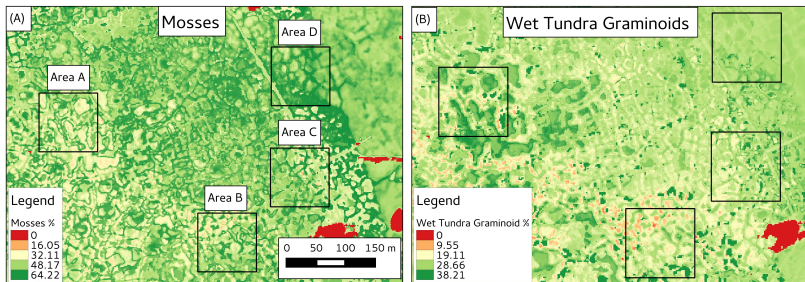 (A)
Mosses
Area D
Area A
Area C
Area B
Legend
Mosses %
0
16.05
32.11
48.17
64.22
0 50 100 150 m
(B)
Wet Tundra Graminoids
Legend
Wet Tundra Graminoid %
0
9.55
19.11
28.66
38.21